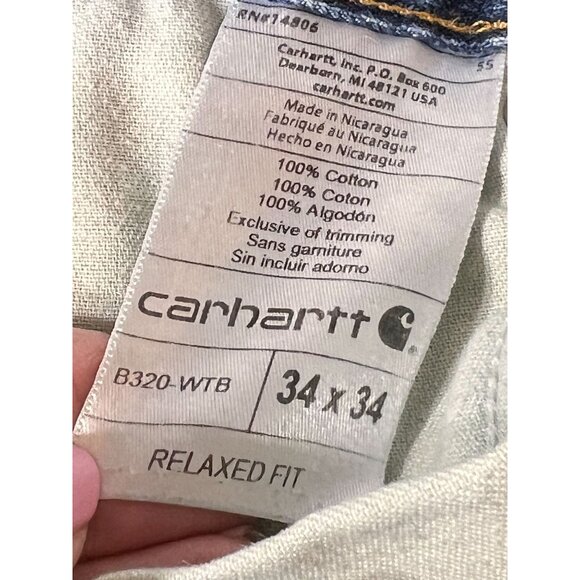 RN#14806
Carhartt, Inc. P.O. Box 600
Dearborn, MI 48121 USA
carhartt.com
55
Made in Nicaragua
Fabriqué au Nicaragua
Hecho en Nicaragua
100% Cotton
100% Coton
100% Algodón
Exclusive of trimming
Sans garniture
Sin incluir adorno
carhartt
B320-WTB
34 x 34
RELAXED FIT